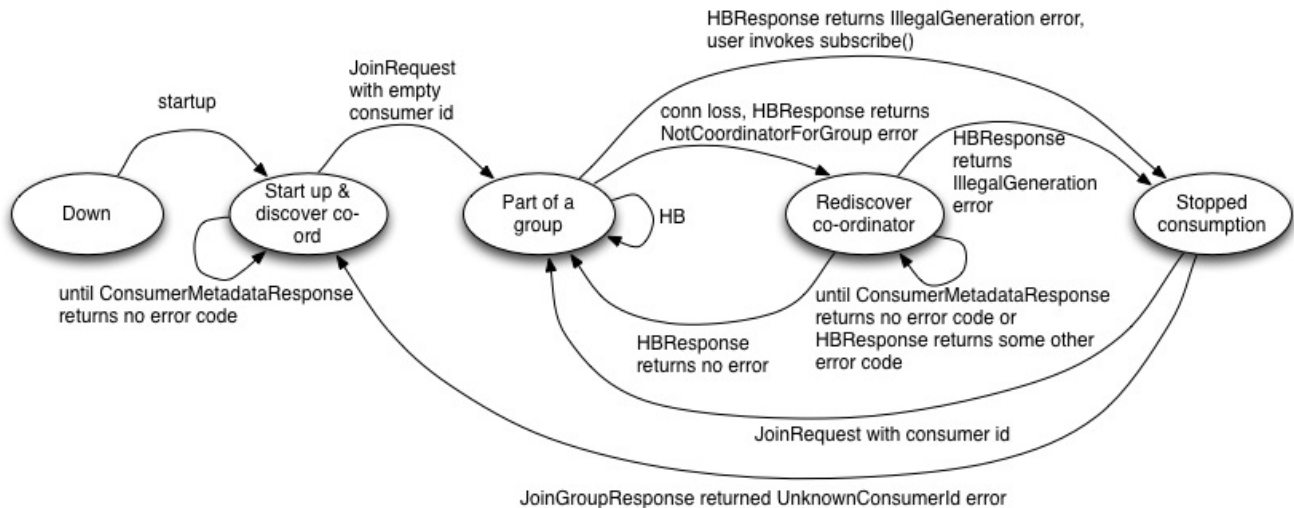 HBResponse returns IllegalGeneration error,
user invokes subscribe()
JoinRequest
with empty
consumer id
startup
conn loss, HBResponse returns
NotCoordinatorForGroup error
HBResponse
returns
IllegalGeneration
error
Down
Start up &
discover co-
ord
Part of a
group
HB
Rediscover
co-ordinator
Stopped
consumption
until ConsumerMetadataResponse
returns no error code
until ConsumerMetadataResponse
returns no error code or
HBResponse returns some other
error code
HBResponse
returns no error
JoinRequest with consumer id
JoinGroupResponse returned UnknownConsumerId error